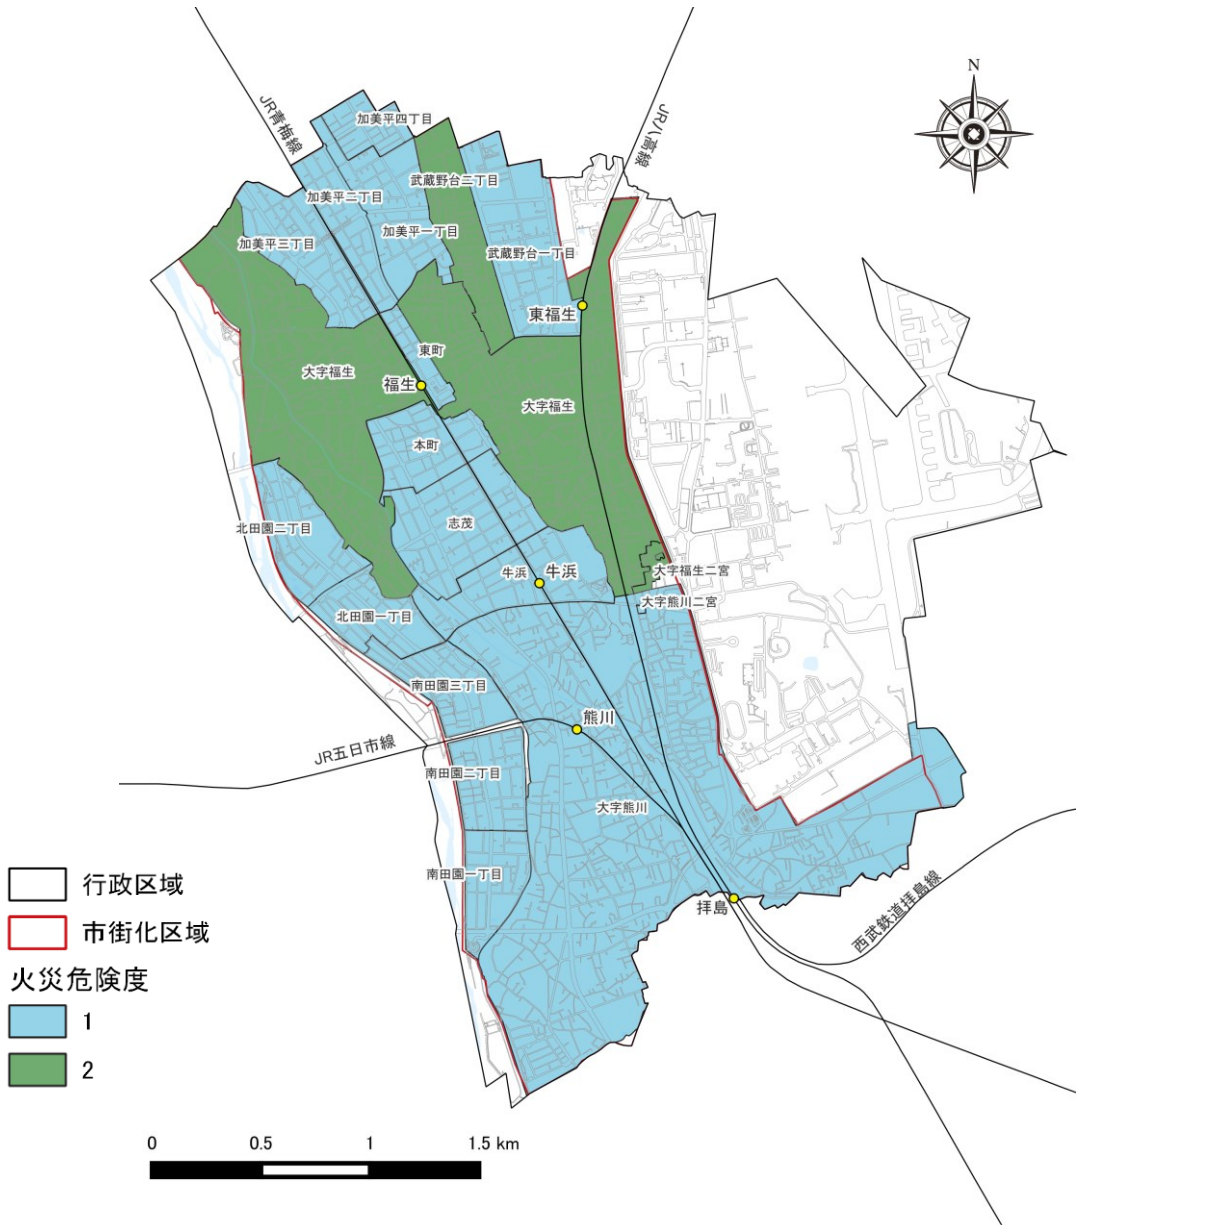 N
JR青梅線
JR八高線
加美平四丁目
武蔵野台二丁目
加美平二丁目
加美平一丁目
加美平三丁目
武蔵野台一丁目
東福生
東町
大字福生
福生
大字福生
本町
志茂
北田園二丁目
牛浜
牛浜
大字福生二宮
大字熊川二宮
北田園一丁目
南田園三丁目
熊川
JR五日市線
南田園二丁目
大字熊川
南田園一丁目
拝島
西武鉄道拝島線
行政区域
市街化区域
火災危険度
1
2
0 0.5 1 1.5 km